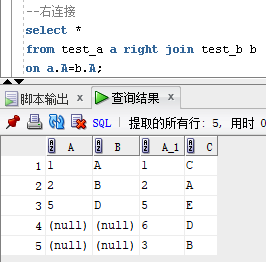 --右连接
select *
from test_a a right join test_b b
on a.A=b.A;
脚本输出 × 查询结果 ×
SQL | 提取的所有行: 5, 用时 0
A B A_1 C
1 1 A 1 C
2 2 B 2 A
3 5 D 5 E
4 (null) (null) 6 D
5 (null) (null) 3 B